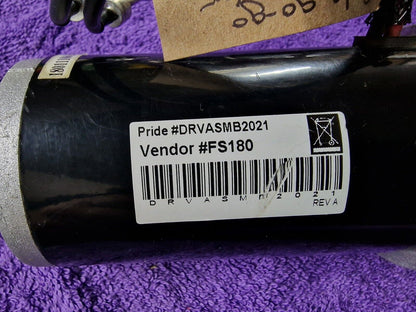 Pride #DRVASMB2021
Vendor #FS180
DRVASMB2021
REV A